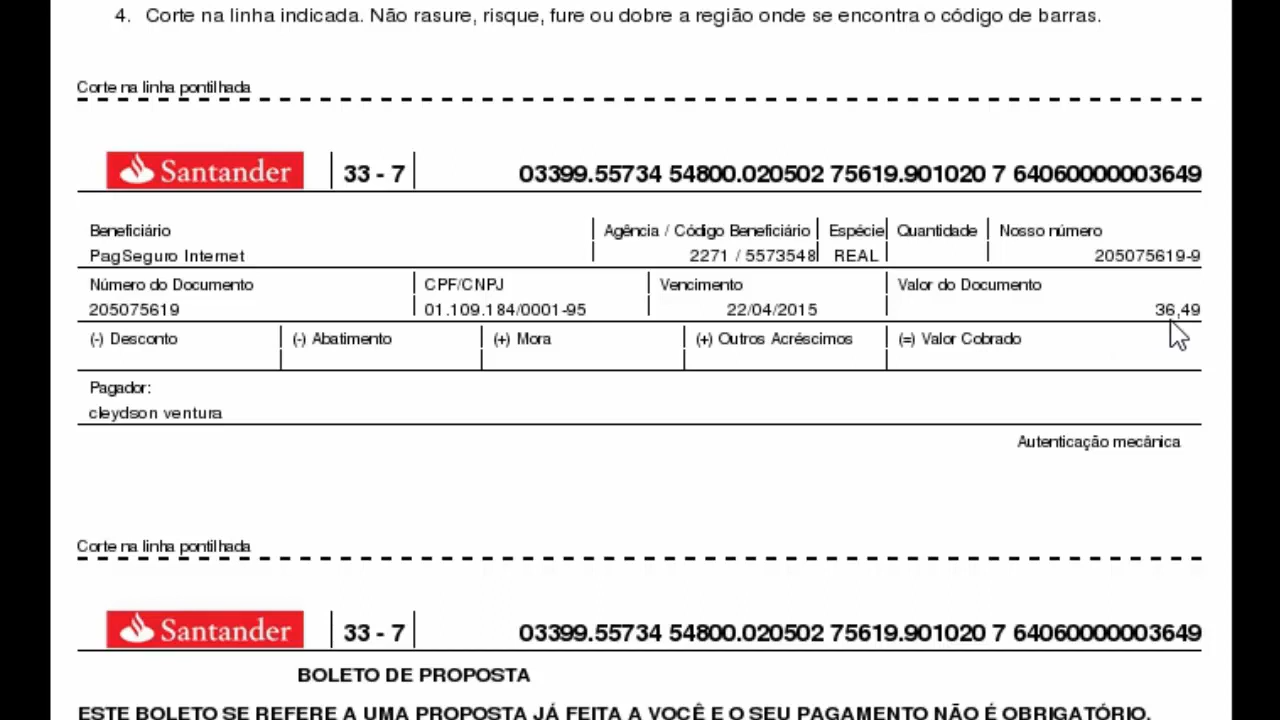 4. Corte na linha indicada. Não rasure, risque, fure ou dobre a região onde se encontra o código de barras.
Corte na linha pontilhada
Santander 33 - 7 03399.55734 54800.020502 75619.901020 7 64060000003649
Beneficiário Agência / Código Beneficiário Espécie Quantidade Nosso número
PagSeguro Internet 2271 / 5573548 REAL 205075619-9
Número do Documento CPF/CNPJ Vencimento Valor do Documento
205075619 01.109.184/0001-95 22/04/2015 36,49
(-) Desconto (-) Abatimento (+) Mora (+) Outros Acréscimos (=) Valor Cobrado
Pagador:
cleydson ventura
Autenticação mecânica
Corte na linha pontilhada
Santander 33 - 7 03399.55734 54800.020502 75619.901020 7 64060000003649
BOLETO DE PROPOSTA
ESTE BOLETO SE REFERE A UMA PROPOSTA JÁ FEITA A VOCÊ E O SEU PAGAMENTO NÃO É OBRIGATÓRIO.